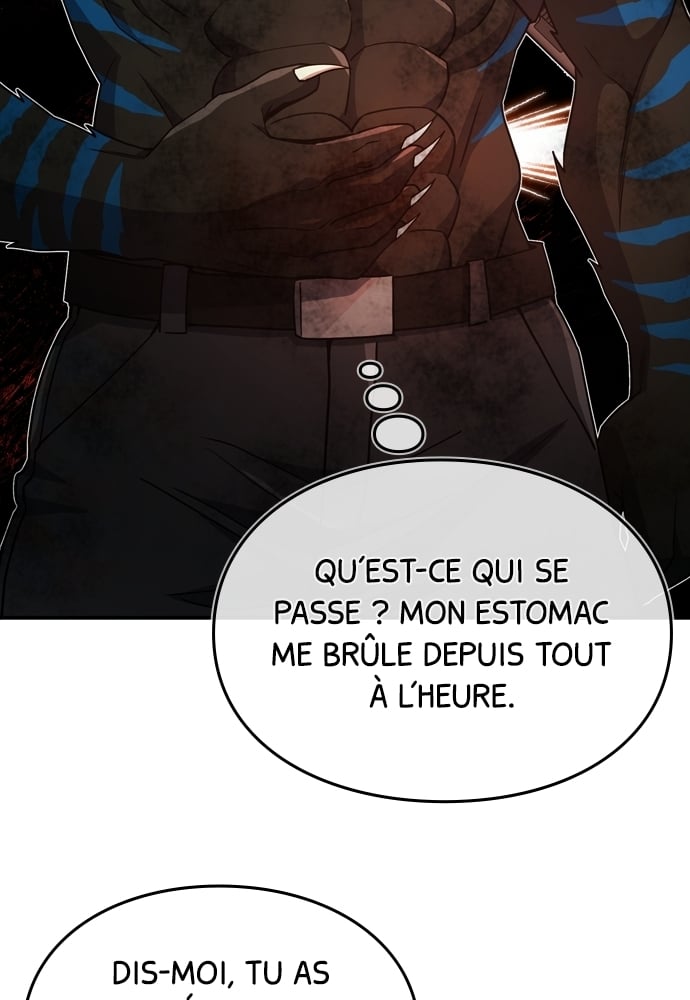 QU'EST-CE QUI SE
PASSE ? MON ESTOMAC
ME BRÛLE DEPUIS TOUT
À L'HEURE.
DIS-MOI, TU AS